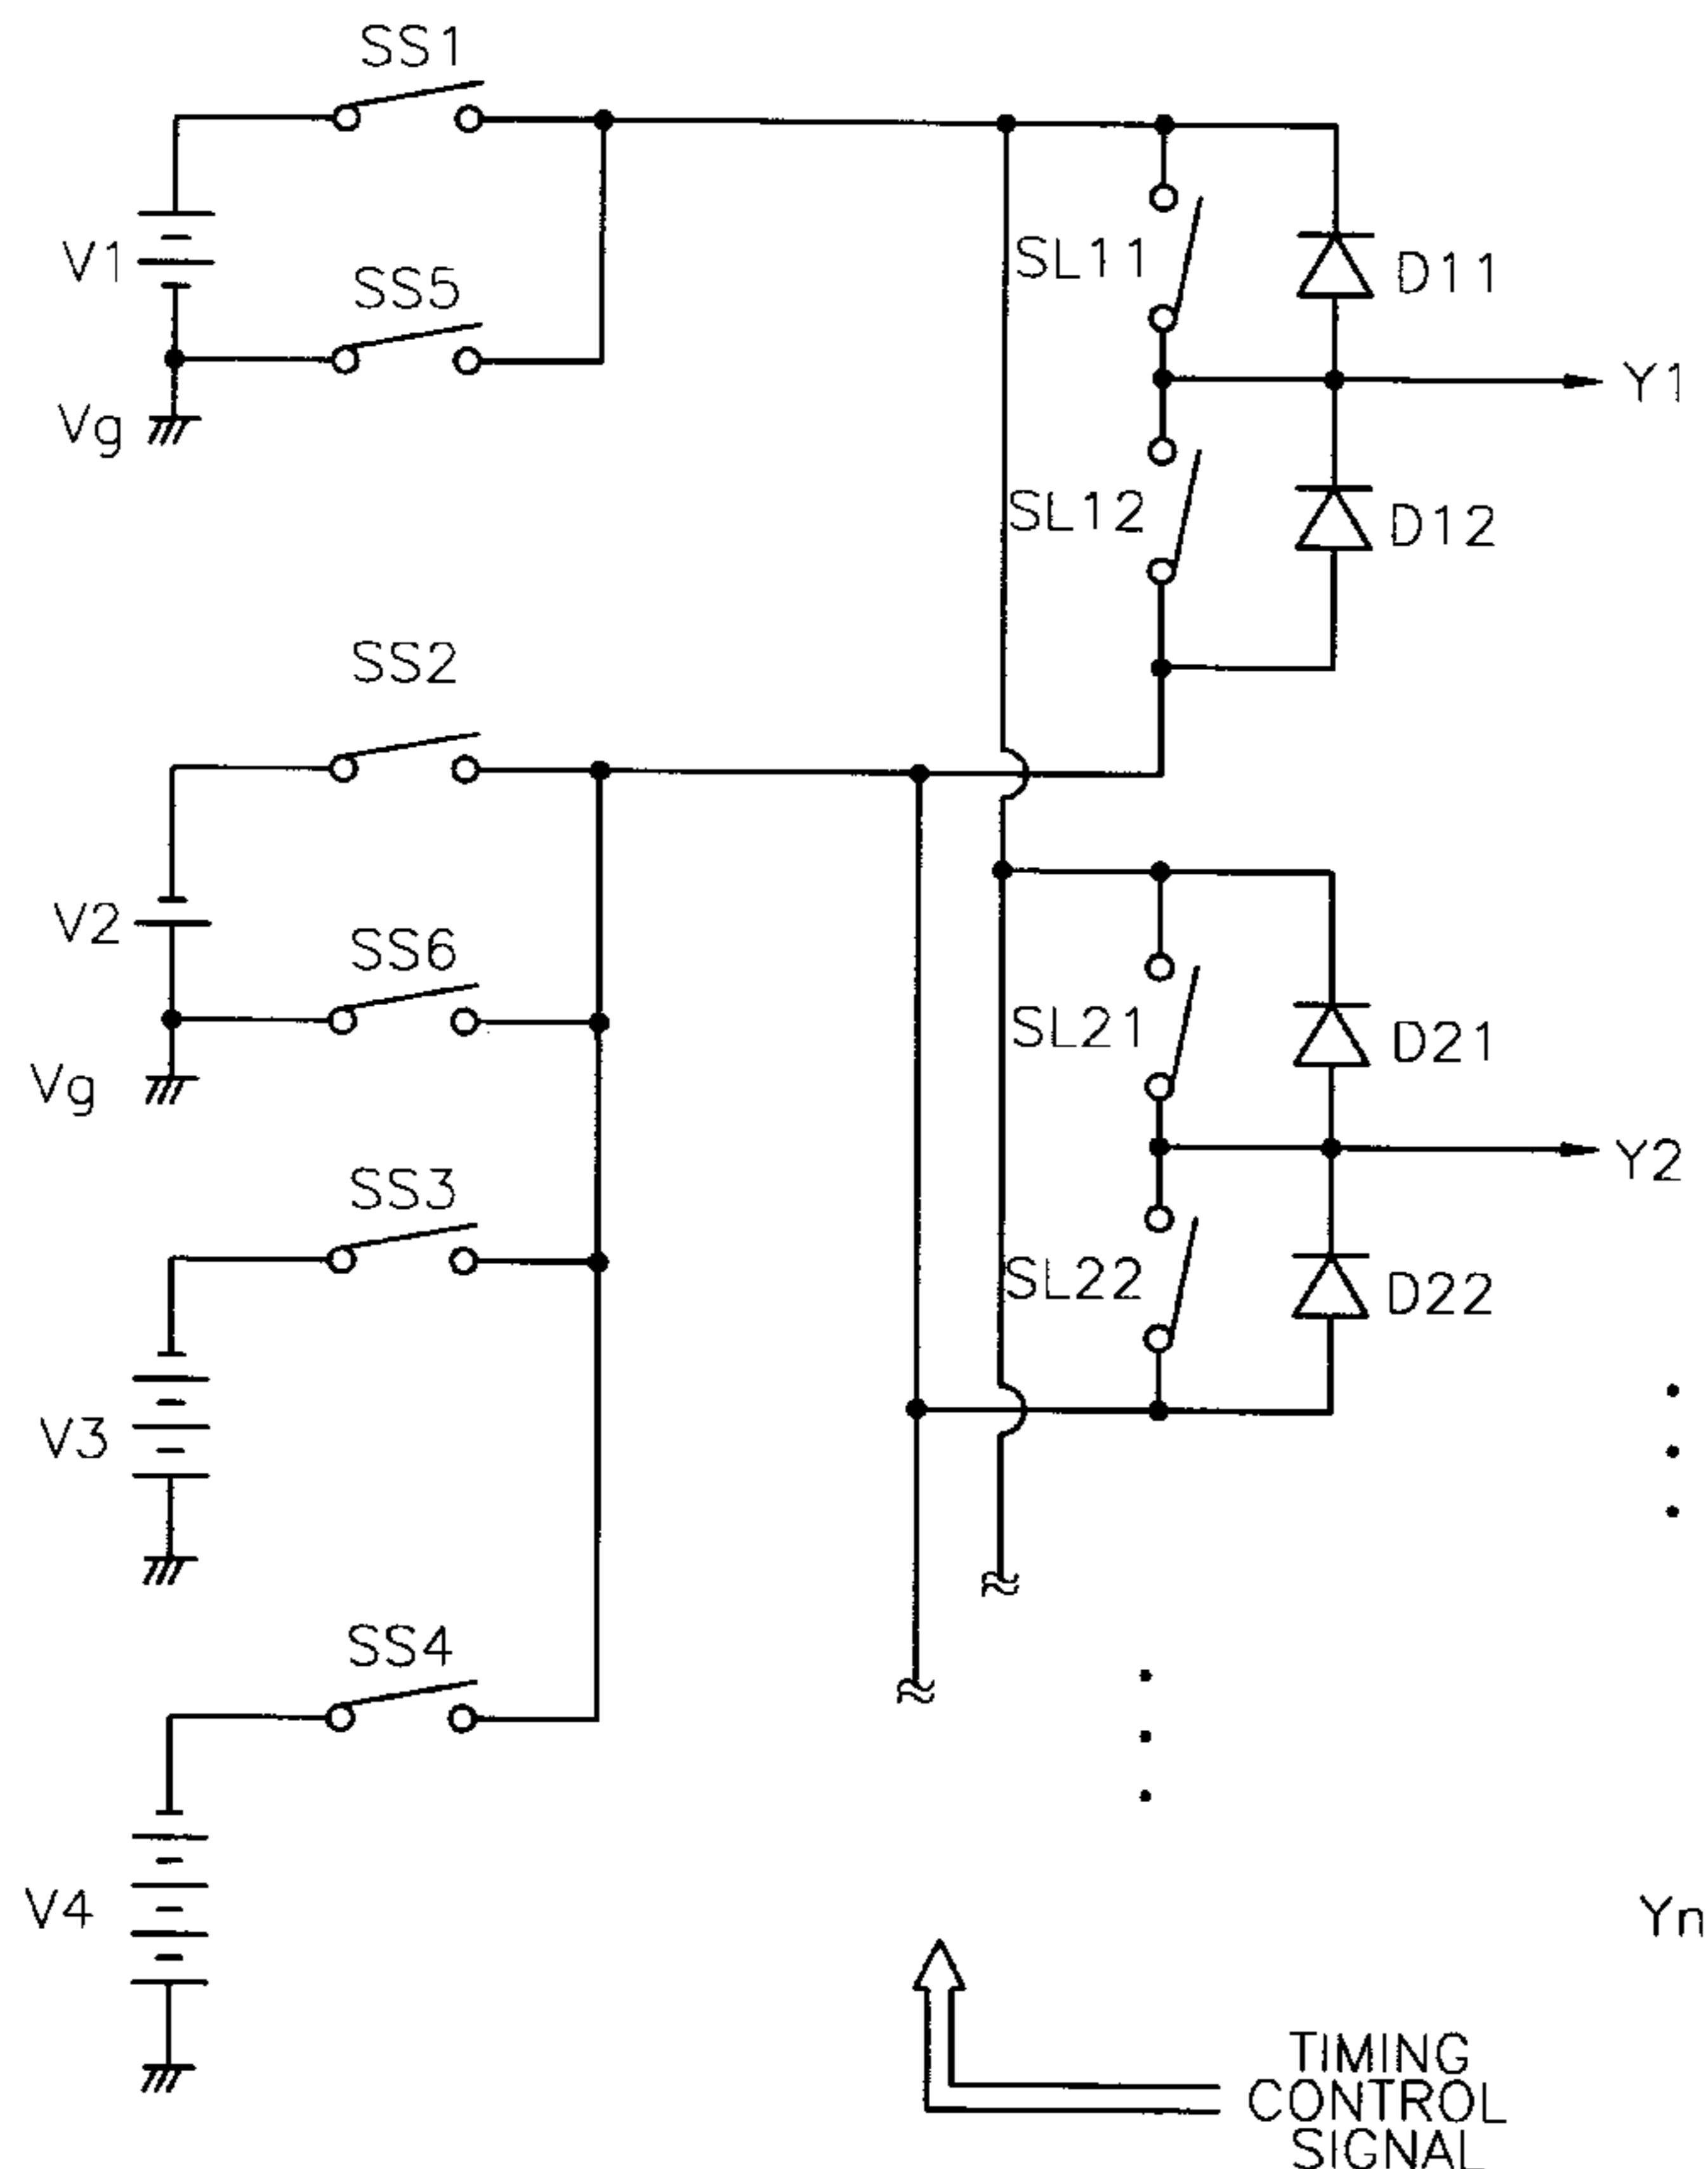 SS1
V1
SS5
SL11
D11
Y1
Vg
SL12
D12
SS2
V2
SS6
SL21
D21
Vg
Y2
SS3
SL22
D22
V3
SS4
V4
Yn
TIMING
CONTROL
SIGNAL